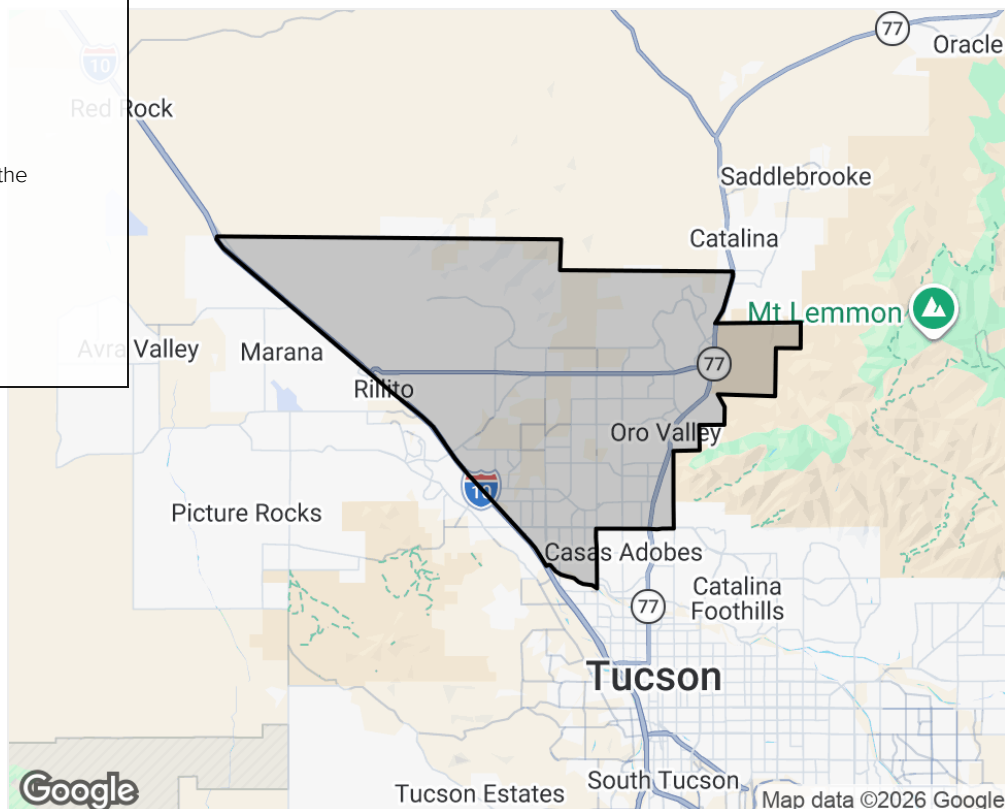 77
Oracle
10
Red Rock
the
Saddlebrooke
Catalina
Mt Lemmon
Avra Valley
Marana
77
Rillito
Oro Valley
10
Picture Rocks
Casas Adobes
Catalina
Foothills
77
Tucson
South Tucson
Tucson Estates
Google
Map data ©2026 Google